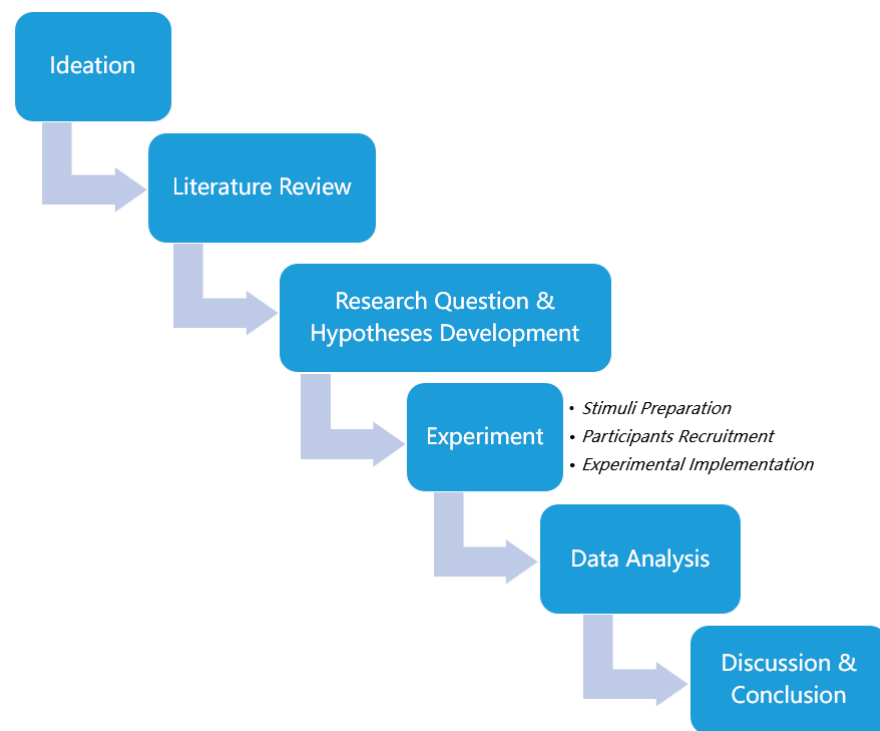 Ideation
Literature Review
Research Question &
Hypotheses Development
Experiment
• Stimuli Preparation
• Participants Recruitment
• Experimental Implementation
Data Analysis
Discussion &
Conclusion